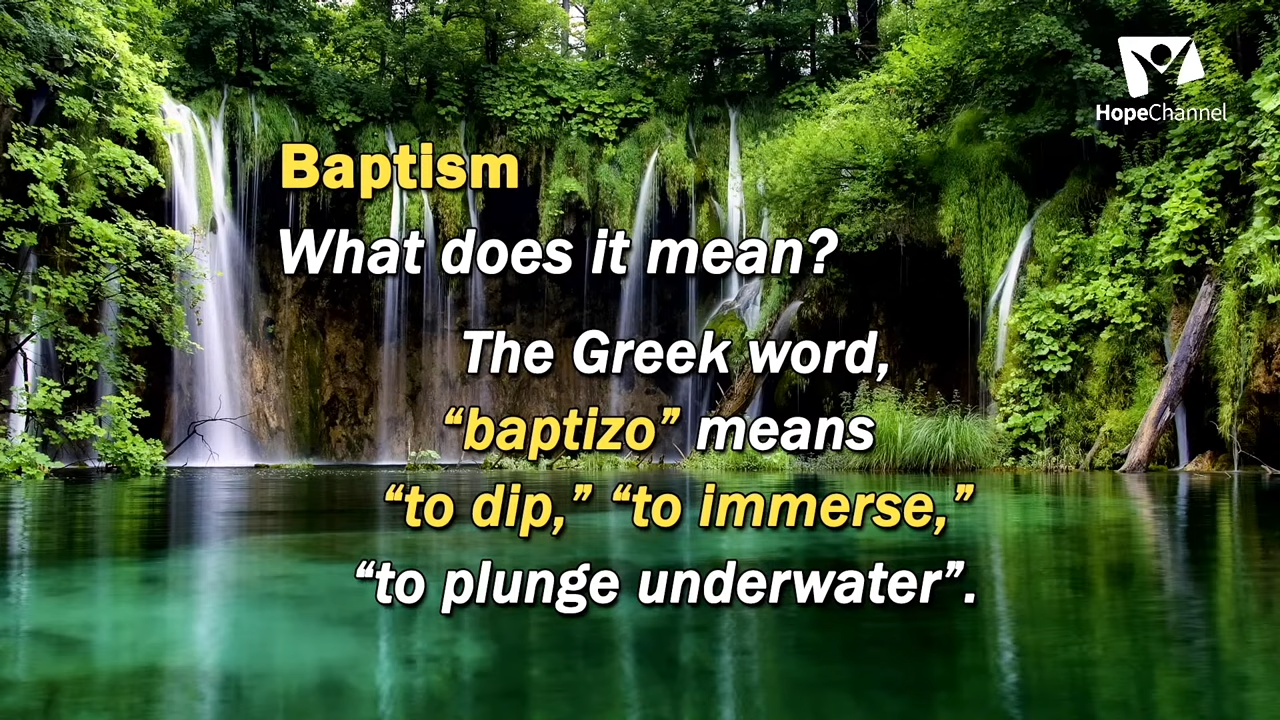 HopeChannel
Baptism
What does it mean?
The Greek word,
“baptizo” means
“to dip,” “to immerse,”
“to plunge underwater”.